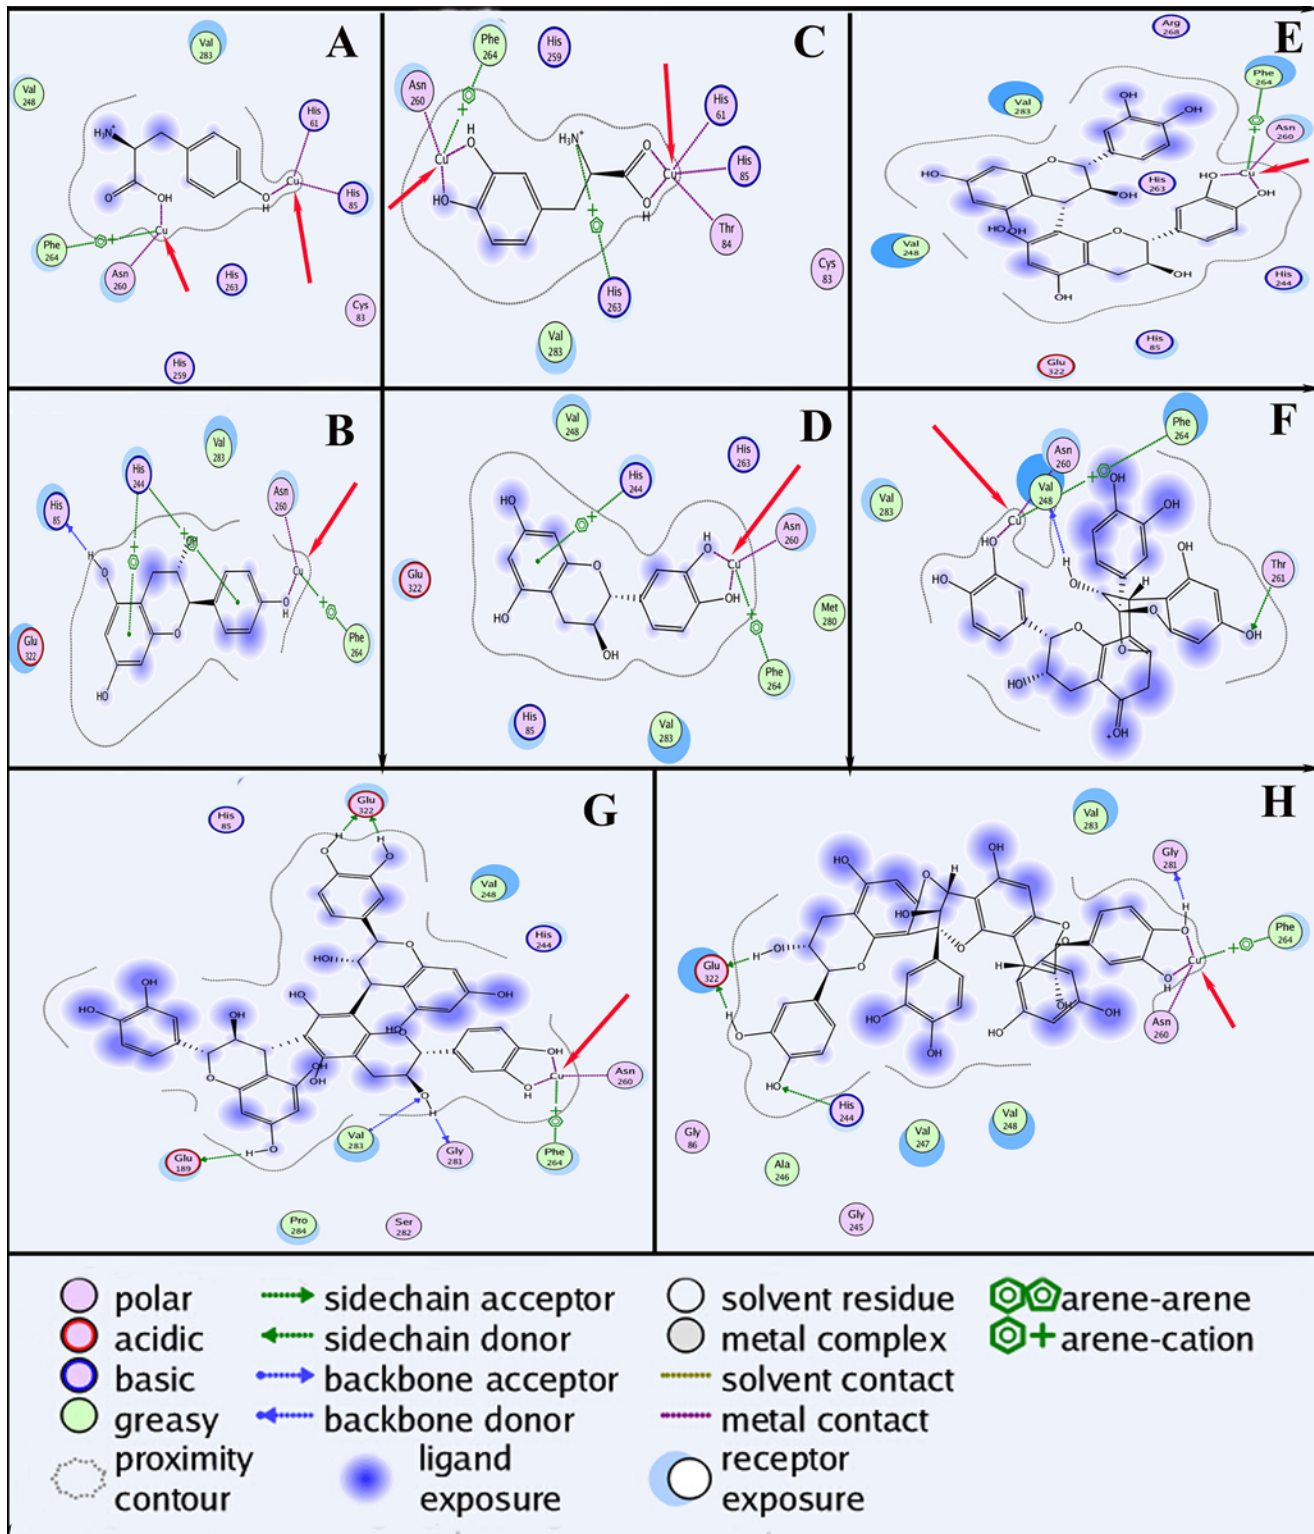 A
Val
283
Val
248
H₃N⁺
His
61
Cu
O
H
His
85
O
OH
Cu
Phe
264
Asn
260
His
263
Cys
83
His
259
C
Phe
264
His
259
Asn
260
His
61
H
O
H₃N⁺
O
Cu
Cu
His
85
HO
O
H
Thr
84
His
263
Cys
83
Val
283
E
Arg
268
Phe
264
Val
283
OH
OH
Asn
260
HO
O
His
263
OH
HO
Cu
OH
HO
OH
O
Val
248
OH
OH
His
244
His
85
Glu
322
B
Val
283
His
244
His
85
Asn
260
H
OH
O
Cu
O
H
Glu
322
O
Phe
264
HO
D
Val
248
His
263
His
244
HO
Asn
260
H
O
Cu
Glu
322
O
OH
OH
Met
280
OH
Phe
264
His
85
Val
283
F
Phe
264
Asn
260
Val
248
OH
OH
Val
283
Cu
HO
H
OH
Thr
261
HO
HO
H
O
OH
O
O
HO
OH
+
G
Glu
322
His
85
H
H
O
O
Val
248
His
244
HO
O
OH
HO
OH
HO
OH
HO
O
OH
Cu
Asn
260
O
OH
OH
O
H
O
H
Val
283
Gly
281
Phe
264
Glu
189
H
O
Pro
284
Ser
282
H
Val
283
Gly
281
HO
O
H
OH
H
Phe
264
HO
O
O
O
H
O
Cu
Glu
322
O
O
H
O
H
H
O
HO
OH
HO
OH
OH
Asn
260
HO
His
244
Gly
86
Val
247
Val
248
Ala
246
Gly
245
polar
sidechain acceptor
solvent residue
arene-arene
acidic
sidechain donor
metal complex
arene-cation
basic
backbone acceptor
solvent contact
greasy
backbone donor
metal contact
proximity
contour
ligand
exposure
receptor
exposure